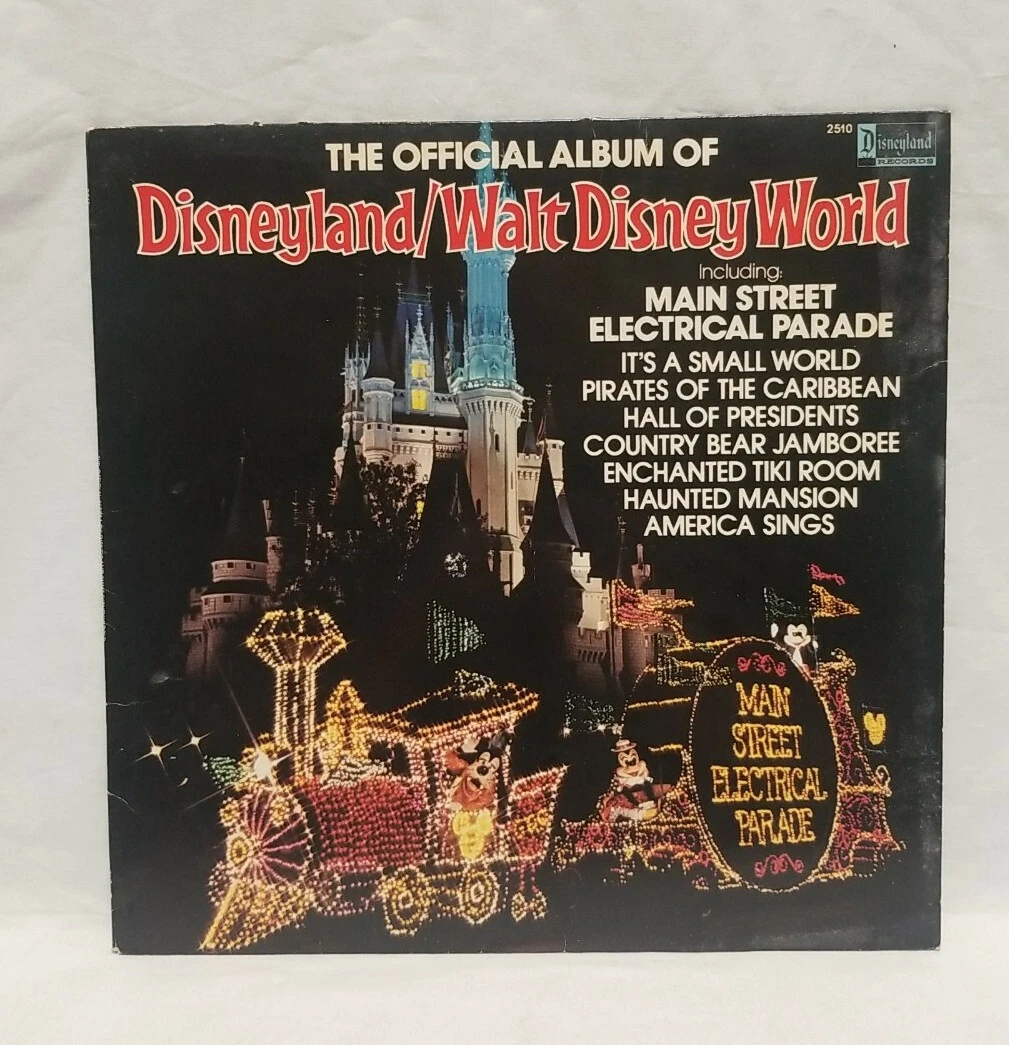 2510 Disneyland
RECORDS
THE OFFICIAL ALBUM OF
Disneyland/Walt Disney World
Including:
MAIN STREET
ELECTRICAL PARADE
IT'S A SMALL WORLD
PIRATES OF THE CARIBBEAN
HALL OF PRESIDENTS
COUNTRY BEAR JAMBOREE
ENCHANTED TIKI ROOM
HAUNTED MANSION
AMERICA SINGS
MAIN
STREET
ELECTRICAL
PARADE